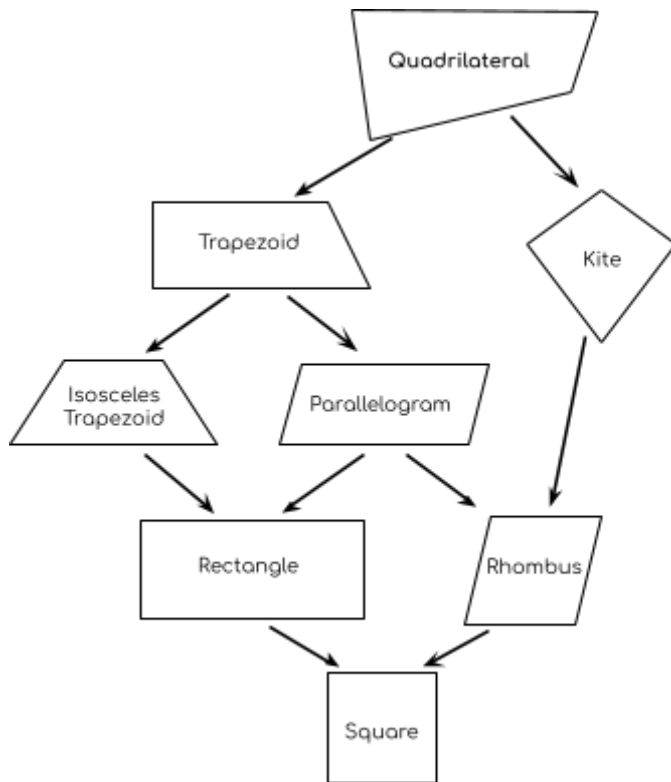 Quadrilateral
Trapezoid
Kite
Isosceles
Trapezoid
Parallelogram
Rectangle
Rhombus
Square